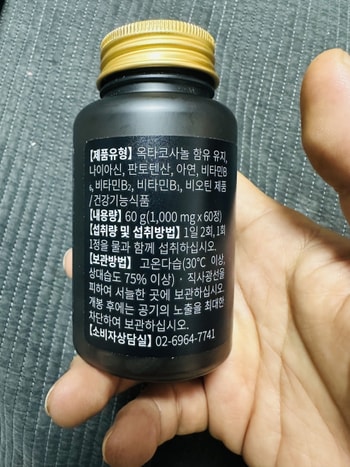 [제품유형] 옥타코사놀 함유 유지,
나이아신, 판토텐산, 아연, 비타민B
6, 비타민B₂, 비타민B₁, 비오틴 제품
/ 건강기능식품
[내용량] 60 g(1,000 mg x 60정)
[섭취량 및 섭취방법] 1일 2회, 1회
1정을 물과 함께 섭취하십시오.
[보관방법] 고온다습(30℃ 이상,
상대습도 75% 이상)·직사광선을
피하여 서늘한 곳에 보관하십시오.
개봉 후에는 공기의 노출을 최대한
차단하여 보관하십시오.
[소비자상담실] 02-6964-7741